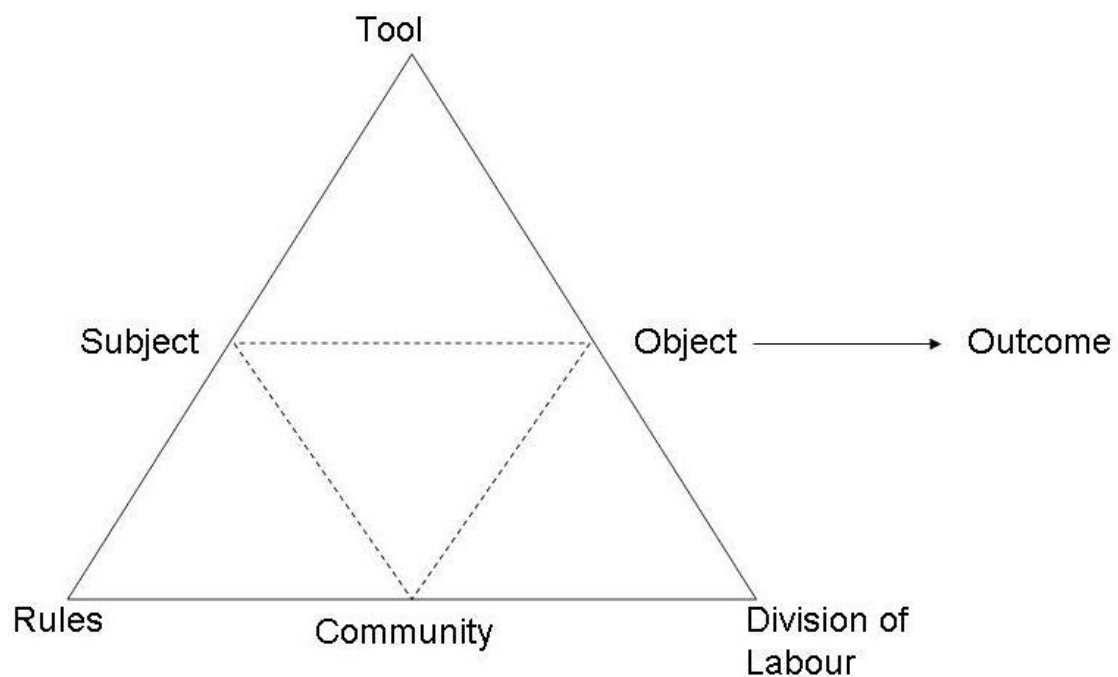 Tool
Subject
Object
Outcome
Rules
Community
Division of
Labour